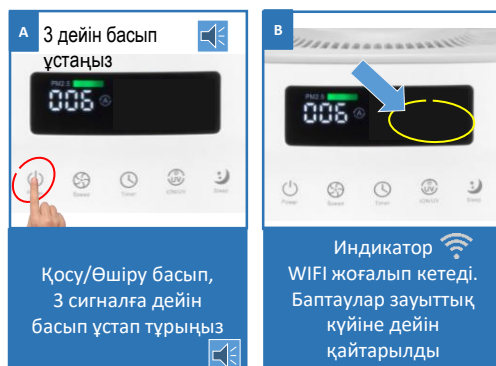 A
3 дейін басып
ұстаңыз
PM2.5
006
A
Power
Speed
Timer
ION/UV
Sleep
Қосу/Өшіру басып,
3 сигналға дейін
басып ұстап тұрыңыз
B
PM2.5
006
A
Power
Speed
Timer
ION/UV
Sleep
Индикатор
WIFI жоғалып кетеді.
Баптаулар зауыттық
күйіне дейін
қайтарылды